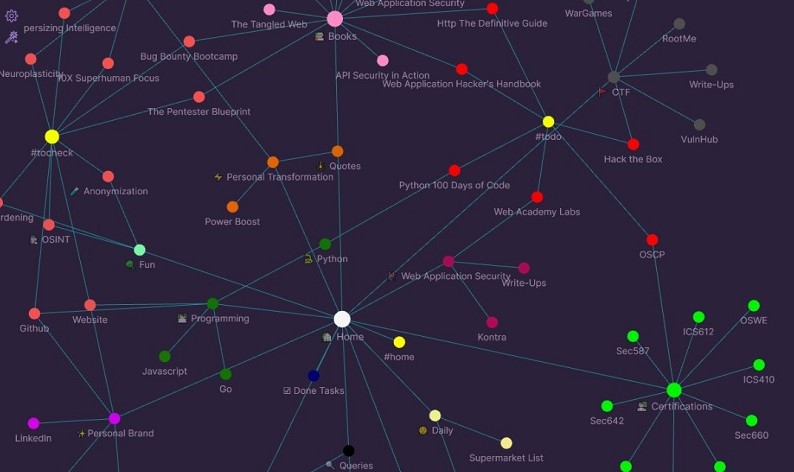 Web Application Security
The Tangled Web
Http The Definitive Guide
WarGames
persizing Intelligence
Books
RootMe
Bug Bounty Bootcamp
Neuroplasticity
10X Superhuman Focus
API Security in Action
Web Application Hacker's Handbook
CTF
Write-Ups
The Pentester Blueprint
#todo
VulnHub
#tocheck
Hack the Box
Quotes
Personal Transformation
Python 100 Days of Code
Anonymization
Power Boost
Web Academy Labs
rdening
OSINT
Python
OSCP
Fun
Web Application Security
Write-Ups
Programming
Github
Website
Home
#home
Kontra
ICS612
OSWE
Sec587
Javascript
Go
Done Tasks
ICS410
Certifications
Sec642
Sec660
LinkedIn
Personal Brand
Daily
Supermarket List
Queries